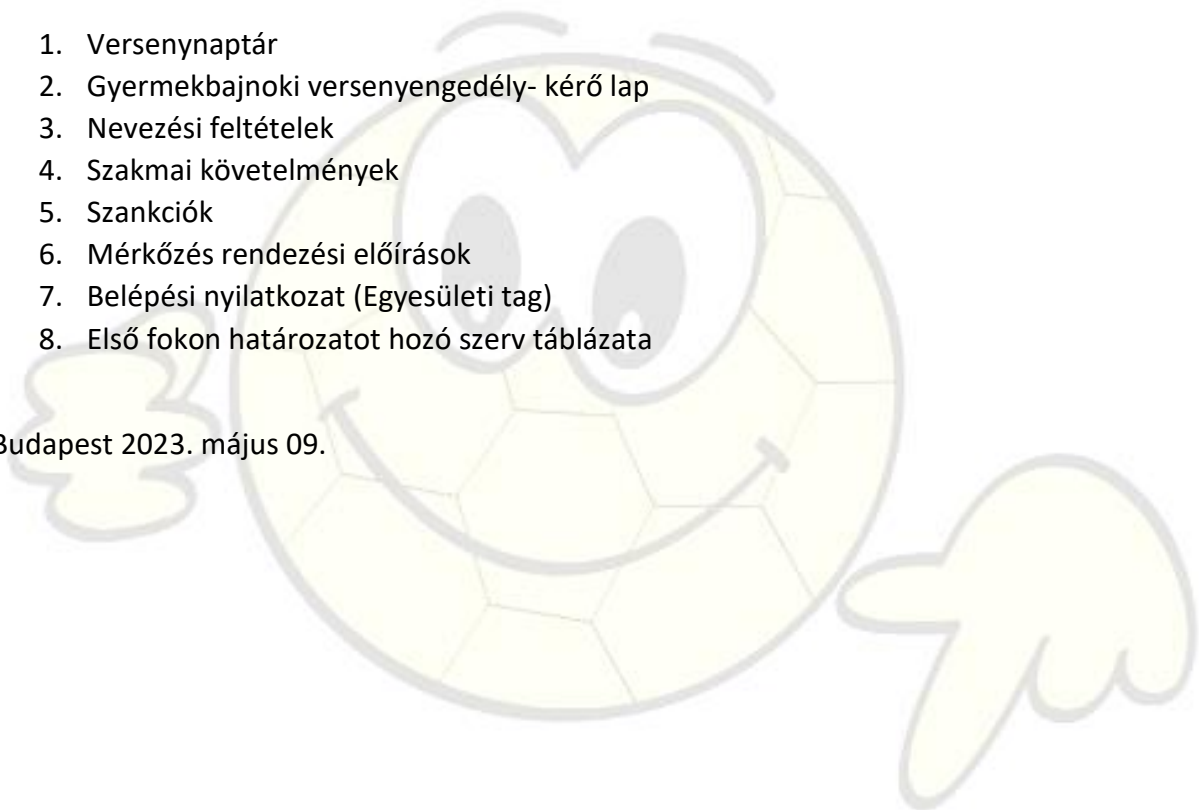 1. Versenynaptár
2. Gyermekbajnoki versenyengedély- kérő lap
3. Nevezési feltételek
4. Szakmai követelmények
5. Szankciók
6. Mérkőzés rendezési előírások
7. Belépési nyilatkozat (Egyesületi tag)
8. Első fokon határozatot hozó szerv táblázata
Budapest 2023. május 09.